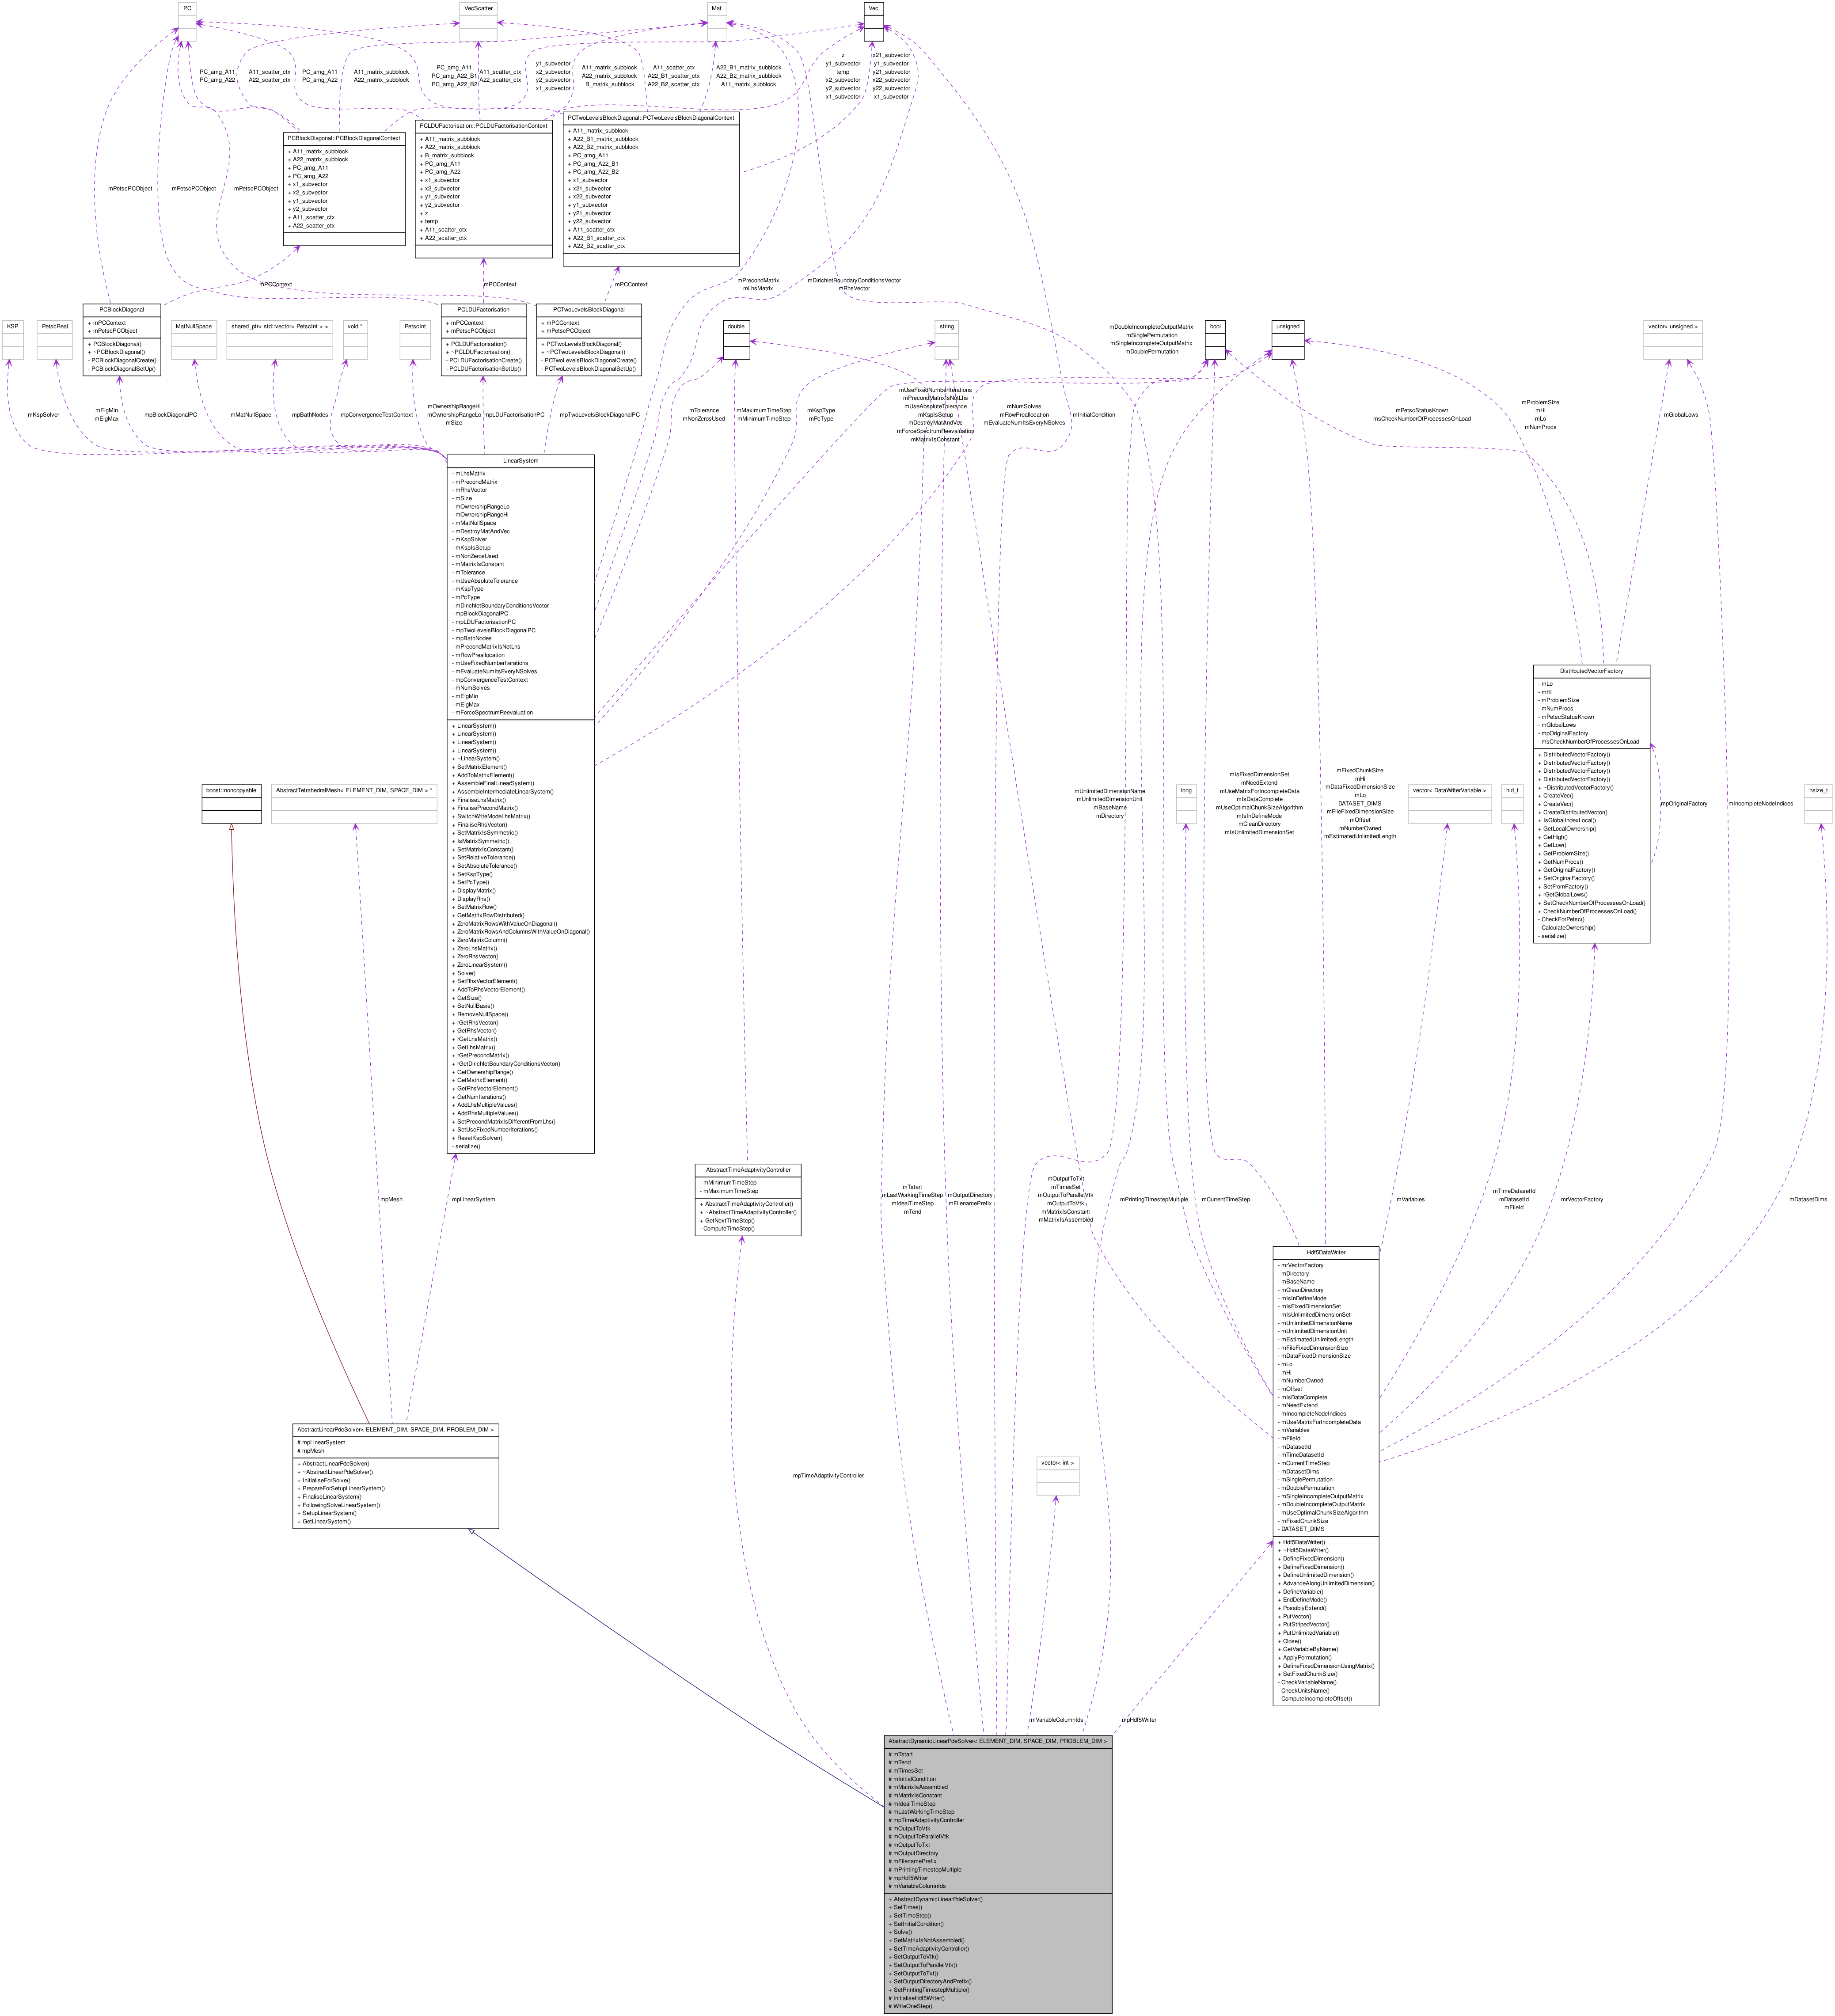 PC
VecScatter
Mat
Vec
PC_amg_A11
PC_amg_A22
A11_scatter_ctx
A22_scatter_ctx
PC_amg_A11
PC_amg_A22
A11_matrix_subblock
A22_matrix_subblock
PC_amg_A11
PC_amg_A22_B1
PC_amg_A22_B2
A11_scatter_ctx
A22_scatter_ctx
y1_subvector
x2_subvector
y2_subvector
x1_subvector
A11_matrix_subblock
A22_matrix_subblock
B_matrix_subblock
A11_scatter_ctx
A22_B1_scatter_ctx
A22_B2_scatter_ctx
A22_B1_matrix_subblock
A22_B2_matrix_subblock
A11_matrix_subblock
z
y1_subvector
temp
x2_subvector
y2_subvector
x1_subvector
x21_subvector
y1_subvector
y21_subvector
x22_subvector
y22_subvector
x1_subvector
PCBlockDiagonal::PCBlockDiagonalContext
+ A11_matrix_subblock
+ A22_matrix_subblock
+ PC_amg_A11
+ PC_amg_A22
+ x1_subvector
+ x2_subvector
+ y1_subvector
+ y2_subvector
+ A11_scatter_ctx
+ A22_scatter_ctx
PCLDUFactorisation::PCLDUFactorisationContext
+ A11_matrix_subblock
+ A22_matrix_subblock
+ B_matrix_subblock
+ PC_amg_A11
+ PC_amg_A22
+ x1_subvector
+ x2_subvector
+ y1_subvector
+ y2_subvector
+ z
+ temp
+ A11_scatter_ctx
+ A22_scatter_ctx
PCTwoLevelsBlockDiagonal::PCTwoLevelsBlockDiagonalContext
+ A11_matrix_subblock
+ A22_B1_matrix_subblock
+ A22_B2_matrix_subblock
+ PC_amg_A11
+ PC_amg_A22_B1
+ PC_amg_A22_B2
+ x1_subvector
+ x21_subvector
+ x22_subvector
+ y1_subvector
+ y21_subvector
+ y22_subvector
+ A11_scatter_ctx
+ A22_B1_scatter_ctx
+ A22_B2_scatter_ctx
mPetscPCObject
mPetscPCObject
mPetscPCObject
mPCContext
mPCContext
mPCContext
mPrecondMatrix
mLhsMatrix
mDirichletBoundaryConditionsVector
mRhsVector
KSP
PetscReal
PCBlockDiagonal
+ mPCContext
+ mPetscPCObject
+ PCBlockDiagonal()
+ ~PCBlockDiagonal()
- PCBlockDiagonalCreate()
- PCBlockDiagonalSetUp()
MatNullSpace
shared_ptr< std::vector< PetscInt > >
void *
PetscInt
PCLDUFactorisation
+ mPCContext
+ mPetscPCObject
+ PCLDUFactorisation()
+ ~PCLDUFactorisation()
- PCLDUFactorisationCreate()
- PCLDUFactorisationSetUp()
PCTwoLevelsBlockDiagonal
+ mPCContext
+ mPetscPCObject
+ PCTwoLevelsBlockDiagonal()
+ ~PCTwoLevelsBlockDiagonal()
- PCTwoLevelsBlockDiagonalCreate()
- PCTwoLevelsBlockDiagonalSetUp()
double
string
mDoubleIncompleteOutputMatrix
mSinglePermutation
mSingleIncompleteOutputMatrix
mDoublePermutation
bool
unsigned
vector< unsigned >
mKspSolver
mEigMin
mEigMax
mpBlockDiagonalPC
mMatNullSpace
mpBathNodes
mpConvergenceTestContext
mOwnershipRangeHi
mOwnershipRangeLo
mSize
mpLDUFactorisationPC
mpTwoLevelsBlockDiagonalPC
mTolerance
mNonZerosUsed
mMaximumTimeStep
mMinimumTimeStep
mKspType
mPcType
mUseFixedNumberIterations
mPrecondMatrixIsNotLhs
mUseAbsoluteTolerance
mKspIsSetup
mDestroyMatAndVec
mForceSpectrumReevaluation
mMatrixIsConstant
mNumSolves
mRowPreallocation
mEvaluateNumItsEveryNSolves
mInitialCondition
mPetscStatusKnown
msCheckNumberOfProcessesOnLoad
mProblemSize
mHi
mLo
mNumProcs
mGlobalLows
LinearSystem
- mLhsMatrix
- mPrecondMatrix
- mRhsVector
- mSize
- mOwnershipRangeLo
- mOwnershipRangeHi
- mMatNullSpace
- mDestroyMatAndVec
- mKspSolver
- mKspIsSetup
- mNonZerosUsed
- mMatrixIsConstant
- mTolerance
- mUseAbsoluteTolerance
- mKspType
- mPcType
- mDirichletBoundaryConditionsVector
- mpBlockDiagonalPC
- mpLDUFactorisationPC
- mpTwoLevelsBlockDiagonalPC
- mpBathNodes
- mPrecondMatrixIsNotLhs
- mRowPreallocation
- mUseFixedNumberIterations
- mEvaluateNumItsEveryNSolves
- mpConvergenceTestContext
- mNumSolves
- mEigMin
- mEigMax
- mForceSpectrumReevaluation
+ LinearSystem()
+ LinearSystem()
+ LinearSystem()
+ LinearSystem()
+ ~LinearSystem()
+ SetMatrixElement()
+ AddToMatrixElement()
+ AssembleFinalLinearSystem()
+ AssembleIntermediateLinearSystem()
+ FinaliseLhsMatrix()
+ FinalisePrecondMatrix()
+ SwitchWriteModeLhsMatrix()
+ FinaliseRhsVector()
+ SetMatrixIsSymmetric()
+ IsMatrixSymmetric()
+ SetMatrixIsConstant()
+ SetRelativeTolerance()
+ SetAbsoluteTolerance()
+ SetKspType()
+ SetPcType()
+ DisplayMatrix()
+ DisplayRhs()
+ SetMatrixRow()
+ GetMatrixRowDistributed()
+ ZeroMatrixRowsWithValueOnDiagonal()
+ ZeroMatrixRowsAndColumnsWithValueOnDiagonal()
+ ZeroMatrixColumn()
+ ZeroLhsMatrix()
+ ZeroRhsVector()
+ ZeroLinearSystem()
+ Solve()
+ SetRhsVectorElement()
+ AddToRhsVectorElement()
+ GetSize()
+ SetNullBasis()
+ RemoveNullSpace()
+ rGetRhsVector()
+ GetRhsVector()
+ rGetLhsMatrix()
+ GetLhsMatrix()
+ rGetPrecondMatrix()
+ rGetDirichletBoundaryConditionsVector()
+ GetOwnershipRange()
+ GetMatrixElement()
+ GetRhsVectorElement()
+ GetNumIterations()
+ AddLhsMultipleValues()
+ AddRhsMultipleValues()
+ SetPrecondMatrixIsDifferentFromLhs()
+ SetUseFixedNumberIterations()
+ ResetKspSolver()
- serialize()
DistributedVectorFactory
- mLo
- mHi
- mProblemSize
- mNumProcs
- mPetscStatusKnown
- mGlobalLows
- mpOriginalFactory
- msCheckNumberOfProcessesOnLoad
+ DistributedVectorFactory()
+ DistributedVectorFactory()
+ DistributedVectorFactory()
+ DistributedVectorFactory()
+ ~DistributedVectorFactory()
+ CreateVec()
+ CreateVec()
+ CreateDistributedVector()
+ IsGlobalIndexLocal()
+ GetLocalOwnership()
+ GetHigh()
+ GetLow()
+ GetProblemSize()
+ GetNumProcs()
+ GetOriginalFactory()
+ SetOriginalFactory()
+ SetFromFactory()
+ rGetGlobalLows()
+ SetCheckNumberOfProcessesOnLoad()
+ CheckNumberOfProcessesOnLoad()
- CheckForPetsc()
- CalculateOwnership()
- serialize()
mpOriginalFactory
mIncompleteNodeIndices
boost::noncopyable
AbstractTetrahedralMesh< ELEMENT_DIM, SPACE_DIM > *
mUnlimitedDimensionName
mUnlimitedDimensionUnit
mBaseName
mDirectory
long
mIsFixedDimensionSet
mNeedExtend
mUseMatrixForIncompleteData
mIsDataComplete
mUseOptimalChunkSizeAlgorithm
mIsInDefineMode
mCleanDirectory
mIsUnlimitedDimensionSet
mFixedChunkSize
mHi
mDataFixedDimensionSize
mLo
DATASET_DIMS
mFileFixedDimensionSize
mOffset
mNumberOwned
mEstimatedUnlimitedLength
vector< DataWriterVariable >
hid_t
hsize_t
AbstractTimeAdaptivityController
- mMinimumTimeStep
- mMaximumTimeStep
+ AbstractTimeAdaptivityController()
+ ~AbstractTimeAdaptivityController()
+ GetNextTimeStep()
- ComputeTimeStep()
mpMesh
mpLinearSystem
mTstart
mLastWorkingTimeStep
mIdealTimeStep
mTend
mOutputDirectory
mFilenamePrefix
mOutputToTxt
mTimesSet
mOutputToParallelVtk
mOutputToVtk
mMatrixIsConstant
mMatrixIsAssembled
mPrintingTimestepMultiple
mCurrentTimeStep
mVariables
mTimeDatasetId
mDatasetId
mFileId
mrVectorFactory
mDatasetDims
Hdf5DataWriter
- mrVectorFactory
- mDirectory
- mBaseName
- mCleanDirectory
- mIsInDefineMode
- mIsFixedDimensionSet
- mIsUnlimitedDimensionSet
- mUnlimitedDimensionName
- mUnlimitedDimensionUnit
- mEstimatedUnlimitedLength
- mFileFixedDimensionSize
- mDataFixedDimensionSize
- mLo
- mHi
- mNumberOwned
- mOffset
- mIsDataComplete
- mNeedExtend
- mIncompleteNodeIndices
- mUseMatrixForIncompleteData
- mVariables
- mFileId
- mDatasetId
- mTimeDatasetId
- mCurrentTimeStep
- mDatasetDims
- mSinglePermutation
- mDoublePermutation
- mSingleIncompleteOutputMatrix
- mDoubleIncompleteOutputMatrix
- mUseOptimalChunkSizeAlgorithm
- mFixedChunkSize
- DATASET_DIMS
+ Hdf5DataWriter()
+ ~Hdf5DataWriter()
+ DefineFixedDimension()
+ DefineFixedDimension()
+ DefineUnlimitedDimension()
+ AdvanceAlongUnlimitedDimension()
+ DefineVariable()
+ EndDefineMode()
+ PossiblyExtend()
+ PutVector()
+ PutStripedVector()
+ PutUnlimitedVariable()
+ Close()
+ GetVariableByName()
+ ApplyPermutation()
+ DefineFixedDimensionUsingMatrix()
+ SetFixedChunkSize()
- CheckVariableName()
- CheckUnitsName()
- ComputeIncompleteOffset()
AbstractLinearPdeSolver< ELEMENT_DIM, SPACE_DIM, PROBLEM_DIM >
# mpLinearSystem
# mpMesh
+ AbstractLinearPdeSolver()
+ ~AbstractLinearPdeSolver()
+ InitialiseForSolve()
+ PrepareForSetupLinearSystem()
+ FinaliseLinearSystem()
+ FollowingSolveLinearSystem()
+ SetupLinearSystem()
+ GetLinearSystem()
mpTimeAdaptivityController
vector< int >
mVariableColumnIds
mpHdf5Writer
AbstractDynamicLinearPdeSolver< ELEMENT_DIM, SPACE_DIM, PROBLEM_DIM >
# mTstart
# mTend
# mTimesSet
# mInitialCondition
# mMatrixIsAssembled
# mMatrixIsConstant
# mIdealTimeStep
# mLastWorkingTimeStep
# mpTimeAdaptivityController
# mOutputToVtk
# mOutputToParallelVtk
# mOutputToTxt
# mOutputDirectory
# mFilenamePrefix
# mPrintingTimestepMultiple
# mpHdf5Writer
# mVariableColumnIds
+ AbstractDynamicLinearPdeSolver()
+ SetTimes()
+ SetTimeStep()
+ SetInitialCondition()
+ Solve()
+ SetMatrixIsNotAssembled()
+ SetTimeAdaptivityController()
+ SetOutputToVtk()
+ SetOutputToParallelVtk()
+ SetOutputToTxt()
+ SetOutputDirectoryAndPrefix()
+ SetPrintingTimestepMultiple()
# InitialiseHdf5Writer()
# WriteOneStep()